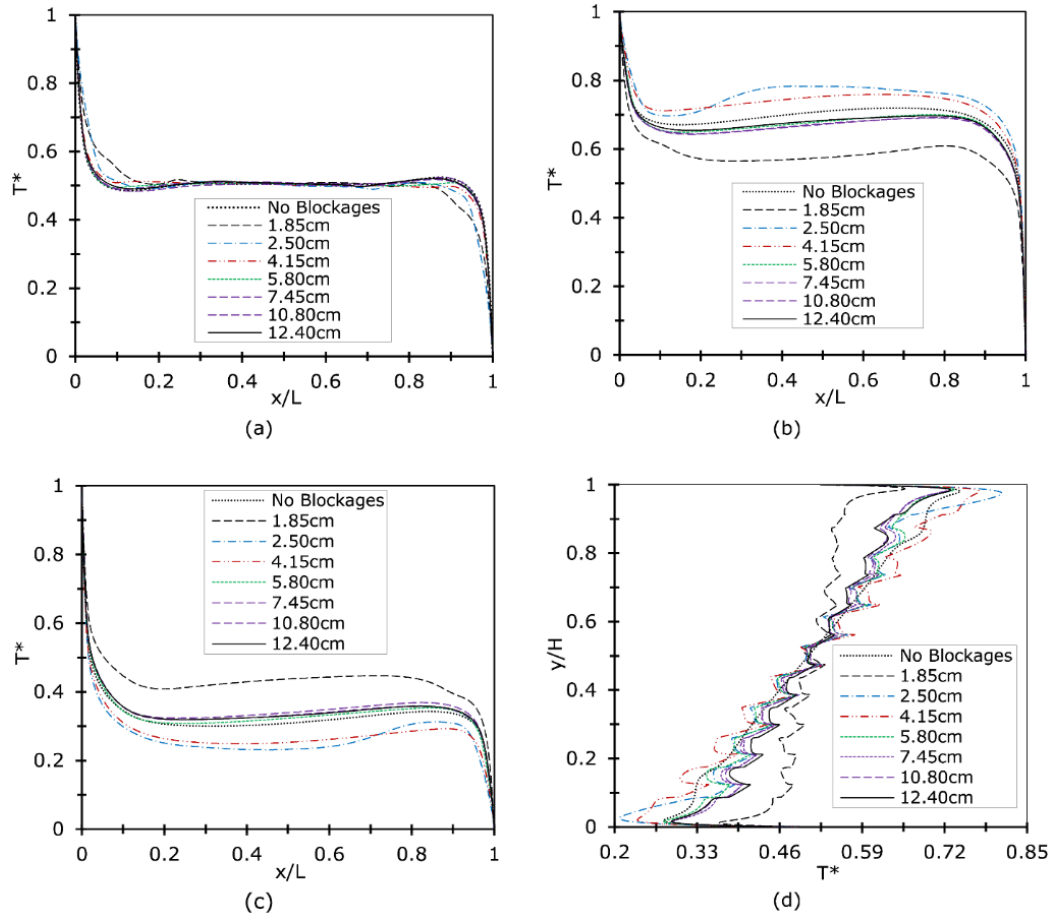 1
0.8
0.6
T*
0.4
0.2
0
No Blockages
1.85cm
2.50cm
4.15cm
5.80cm
7.45cm
10.80cm
12.40cm
0 0.2 0.4 0.6 0.8 1
x/L
(a)
1
0.8
0.6
T*
0.4
0.2
0
No Blockages
1.85cm
2.50cm
4.15cm
5.80cm
7.45cm
10.80cm
12.40cm
0 0.2 0.4 0.6 0.8 1
x/L
(b)
1
0.8
0.6
T*
0.4
0.2
0
No Blockages
1.85cm
2.50cm
4.15cm
5.80cm
7.45cm
10.80cm
12.40cm
0 0.2 0.4 0.6 0.8 1
x/L
(c)
1
0.8
0.6
y/H
0.4
0.2
0
No Blockages
1.85cm
2.50cm
4.15cm
5.80cm
7.45cm
10.80cm
12.40cm
0.2 0.33 0.46 0.59 0.72 0.85
T*
(d)